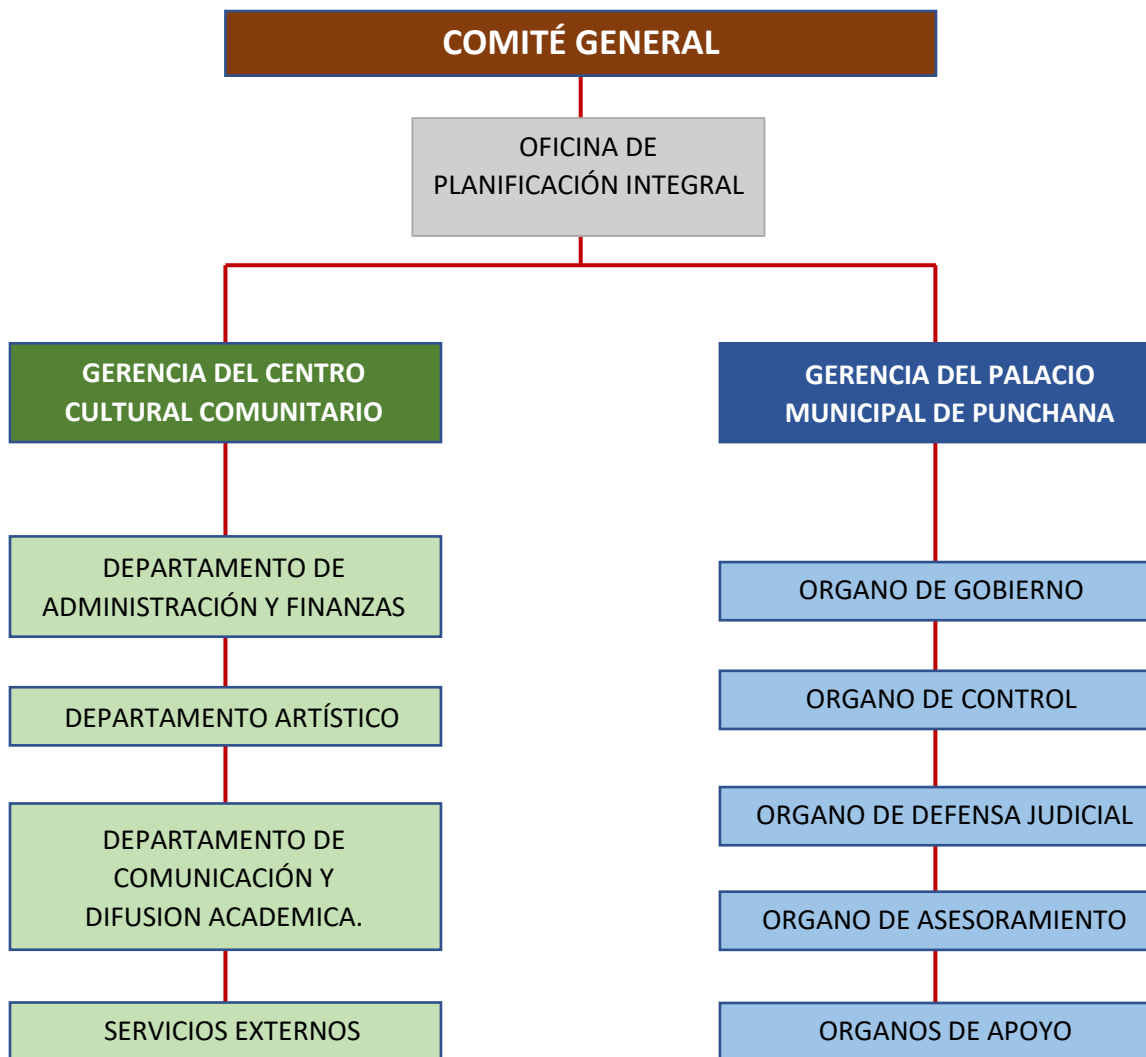 COMITÉ GENERAL
OFICINA DE
PLANIFICACIÓN INTEGRAL
GERENCIA DEL CENTRO
CULTURAL COMUNITARIO
DEPARTAMENTO DE
ADMINISTRACIÓN Y FINANZAS
DEPARTAMENTO ARTÍSTICO
DEPARTAMENTO DE
COMUNICACIÓN Y
DIFUSION ACADEMICA.
SERVICIOS EXTERNOS
GERENCIA DEL PALACIO
MUNICIPAL DE PUNCHANA
ORGANO DE GOBIERNO
ORGANO DE CONTROL
ORGANO DE DEFENSA JUDICIAL
ORGANO DE ASESORAMIENTO
ORGANOS DE APOYO